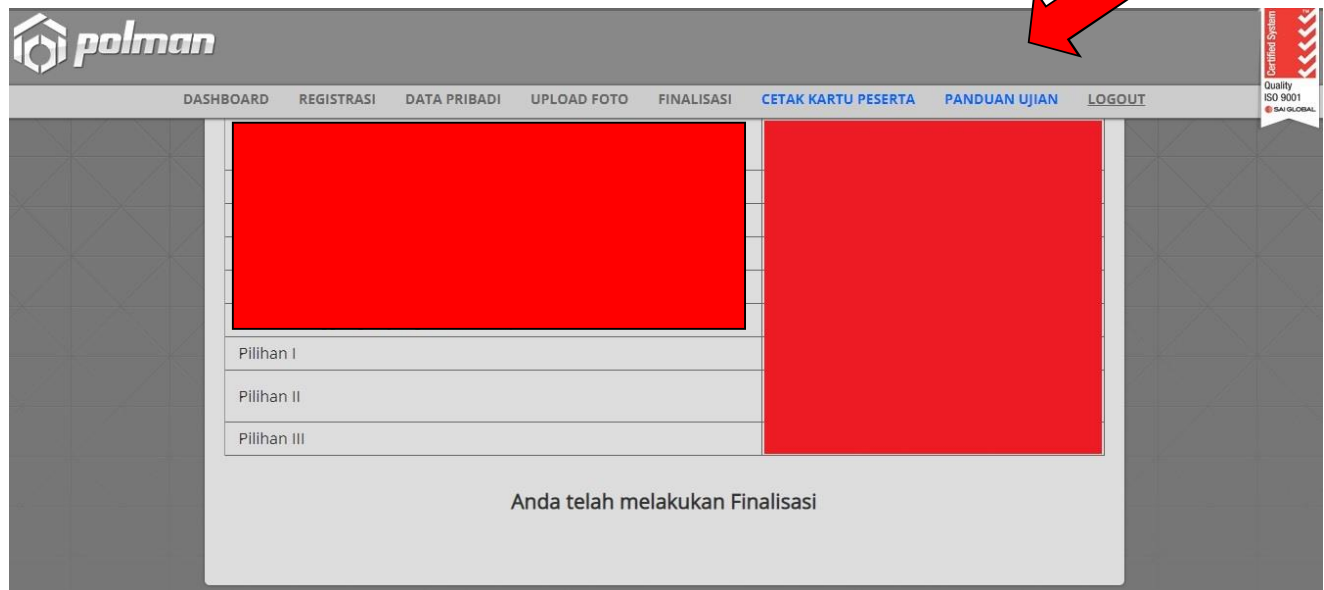 polman
Certified System
Quality
ISO 9001
SAI GLOBAL
DASHBOARD REGISTRASI DATA PRIBADI UPLOAD FOTO FINALISASI CETAK KARTU PESERTA PANDUAN UJIAN LOGOUT
Pilihan I
Pilihan II
Pilihan III
Anda telah melakukan Finalisasi